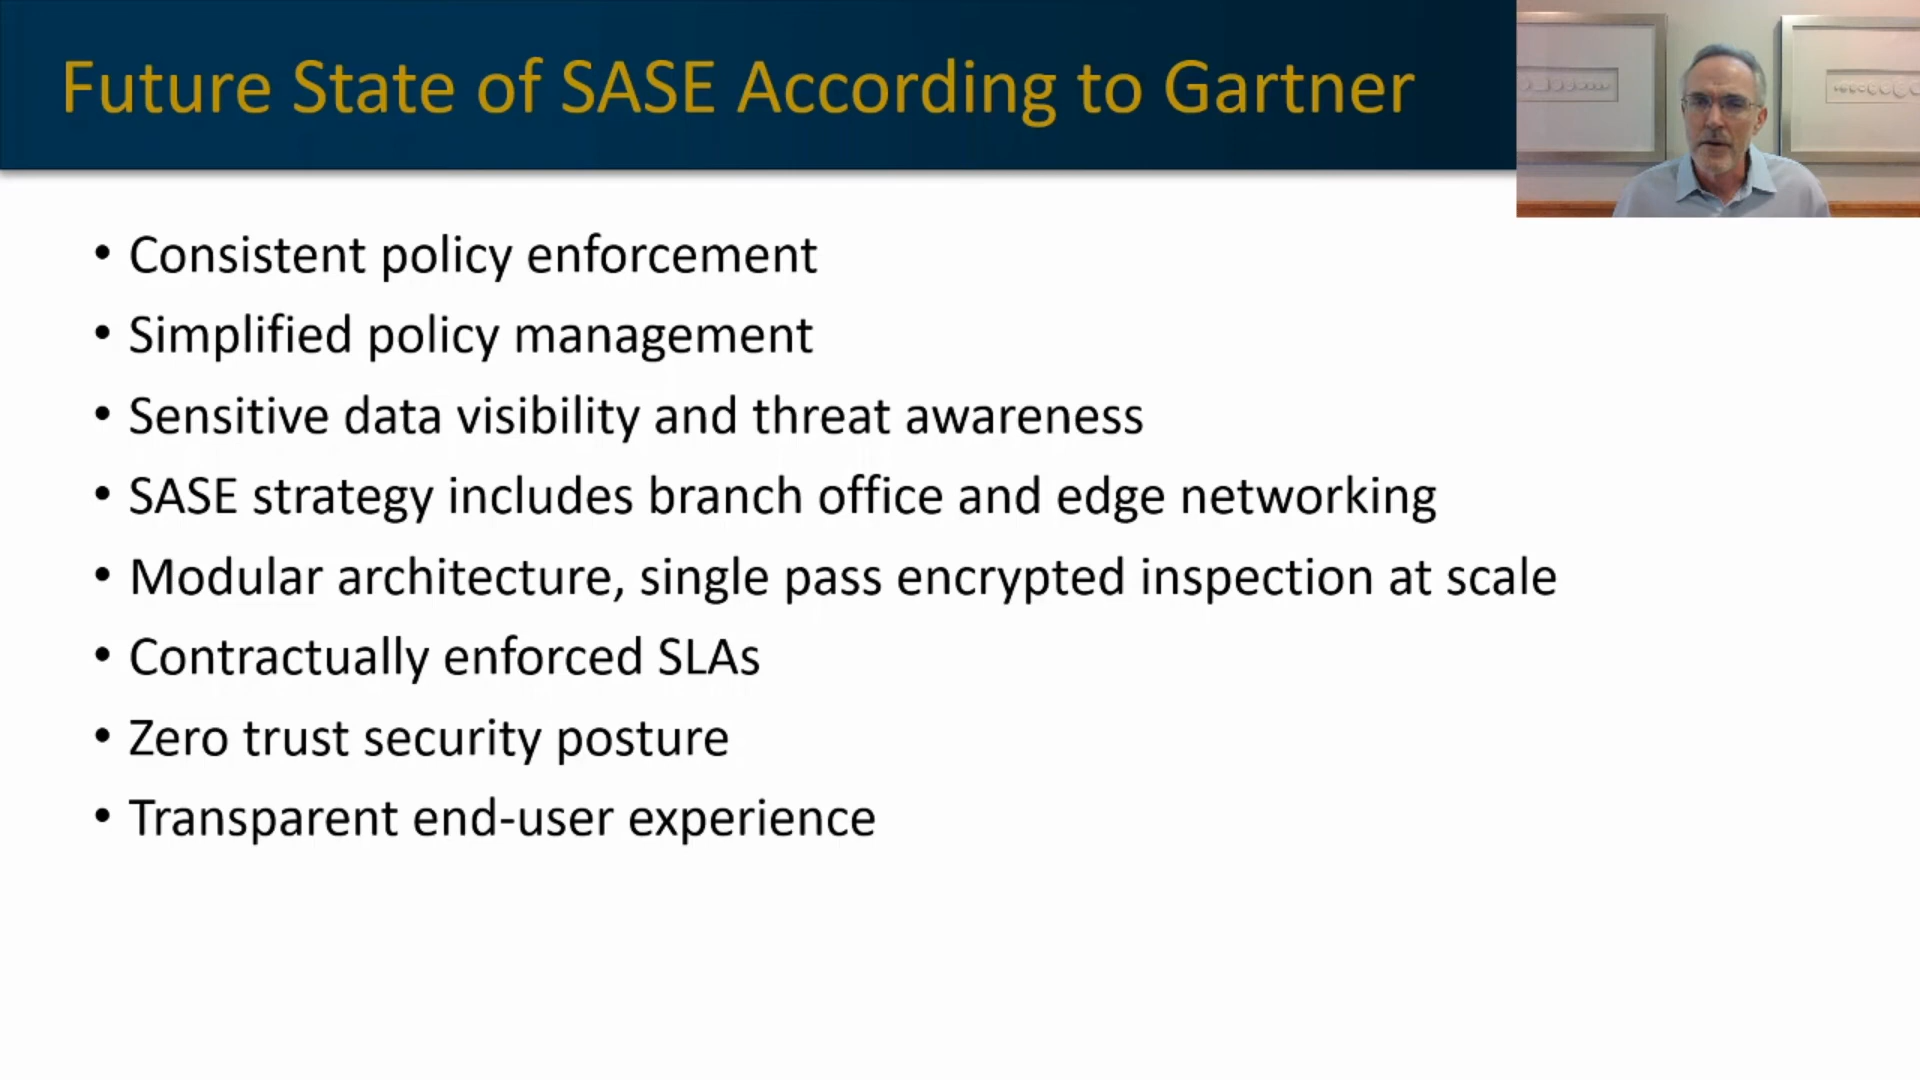 Future State of SASE According to Gartner
• Consistent policy enforcement
• Simplified policy management
• Sensitive data visibility and threat awareness
• SASE strategy includes branch office and edge networking
• Modular architecture, single pass encrypted inspection at scale
• Contractually enforced SLAs
• Zero trust security posture
• Transparent end-user experience